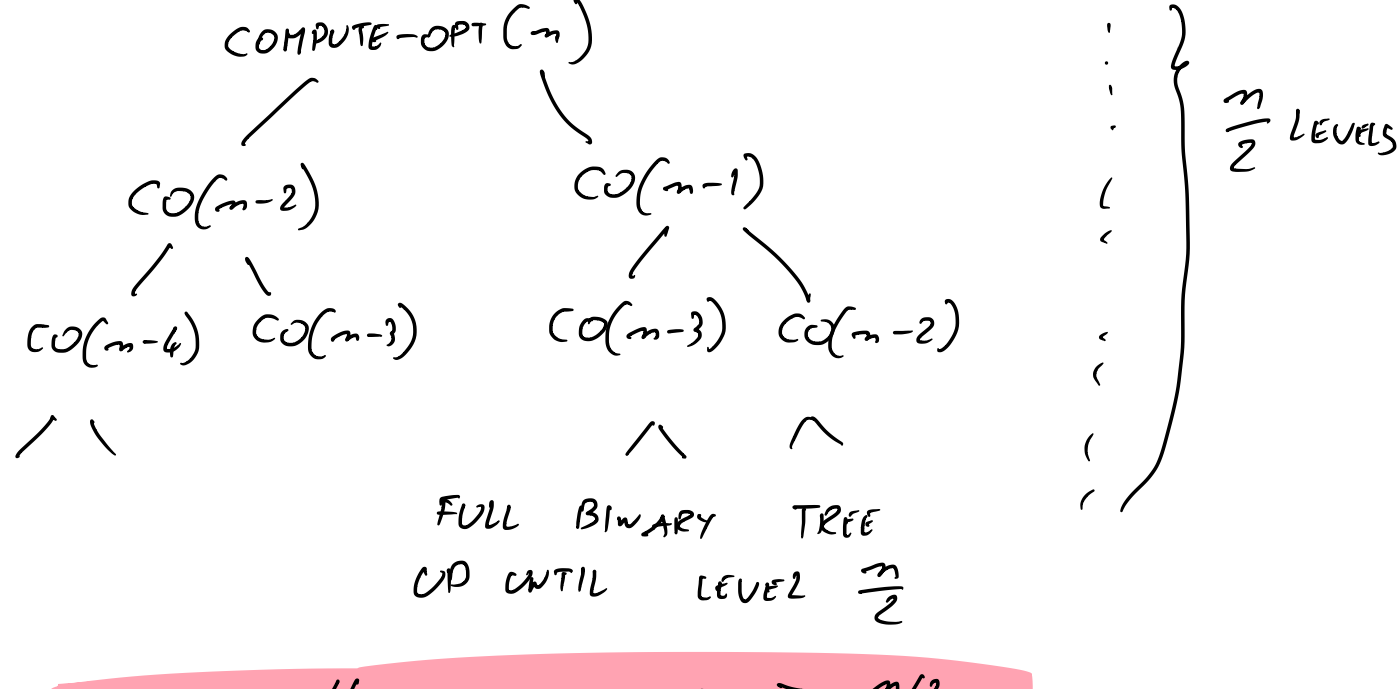 COMPUTE-OPT(n)
n/2 LEVELS
CO(n-2) CO(n-1)
CO(n-4) CO(n-3) CO(n-3) CO(n-2)
FULL BINARY TREE
UP UNTIL LEVEL n/2